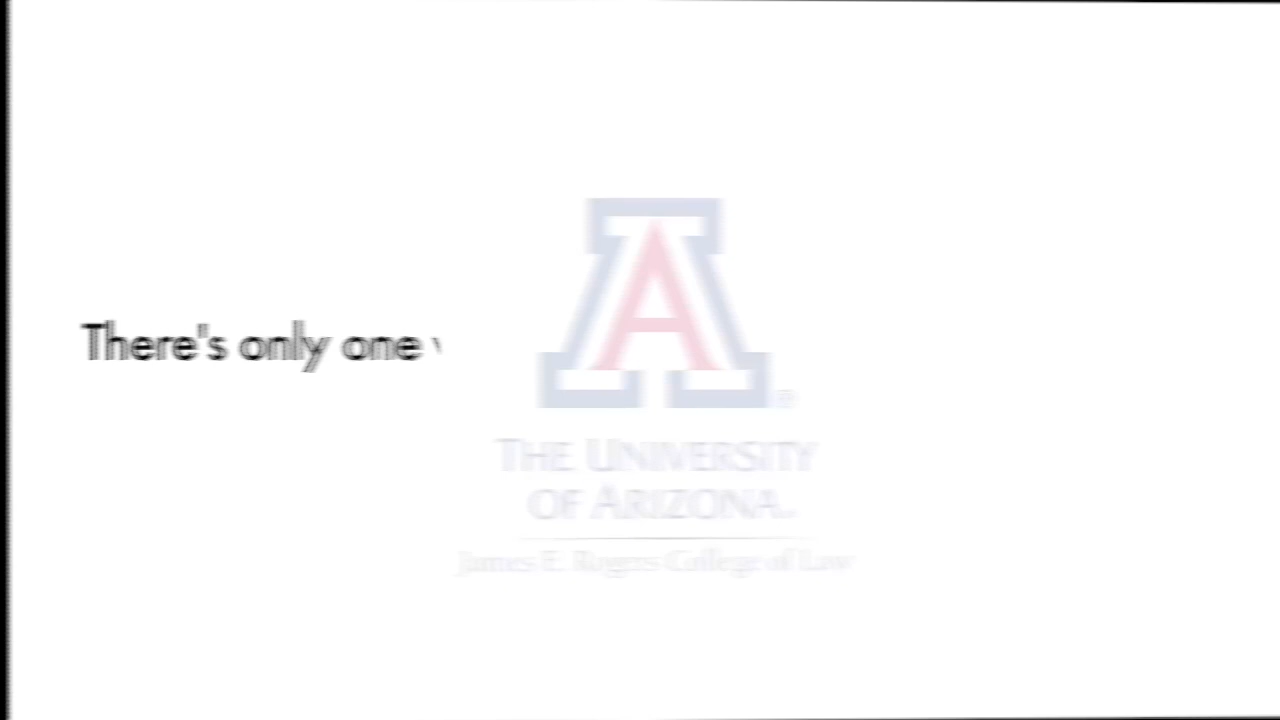 There's only one
A
THE UNIVERSITY
OF ARIZONA
James E. Rogers College of Law